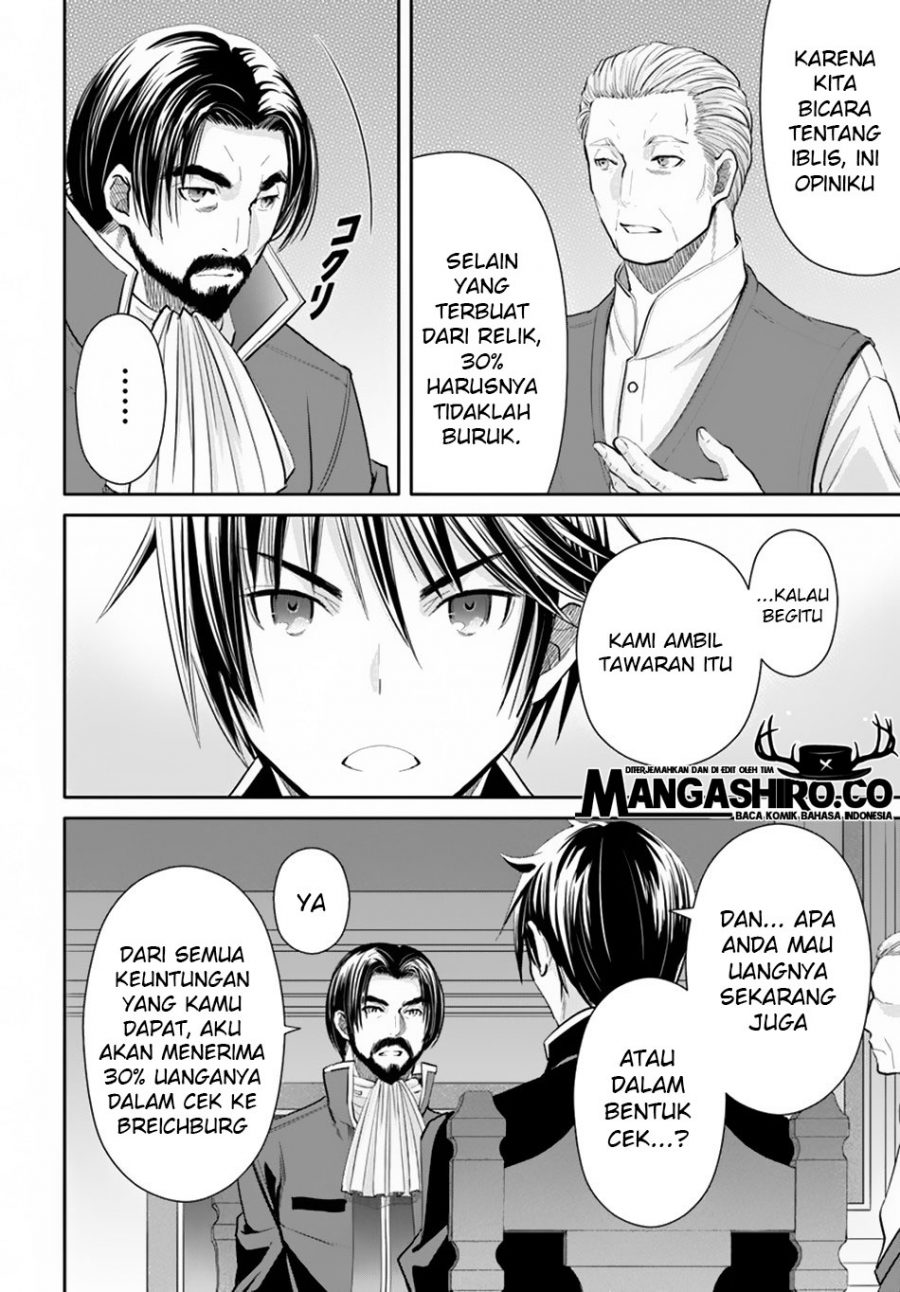 KARENA
KITA
BICARA
TENTANG
IBLIS, INI
OPINIKU
SELAIN
YANG
TERBUAT
DARI RELIK,
30%
HARUSNYA
TIDAKLAH
BURUK.
コクリ
......
...KALAU
BEGITU
KAMI AMBIL
TAWARAN ITU
DITERJEMAHKAN DAN DI EDIT OLEH TIM
MANGASHIRO.CO
BACA KOMIK BAHASA INDONESIA
DAN... APA
ANDA MAU
UANGNYA
SEKARANG
JUGA
ATAU
DALAM
BENTUK
CEK...?
YA
DARI SEMUA
KEUNTUNGAN
YANG KAMU
DAPAT, AKU
AKAN MENERIMA
30% UANGANYA
DALAM CEK KE
BREICHBURG